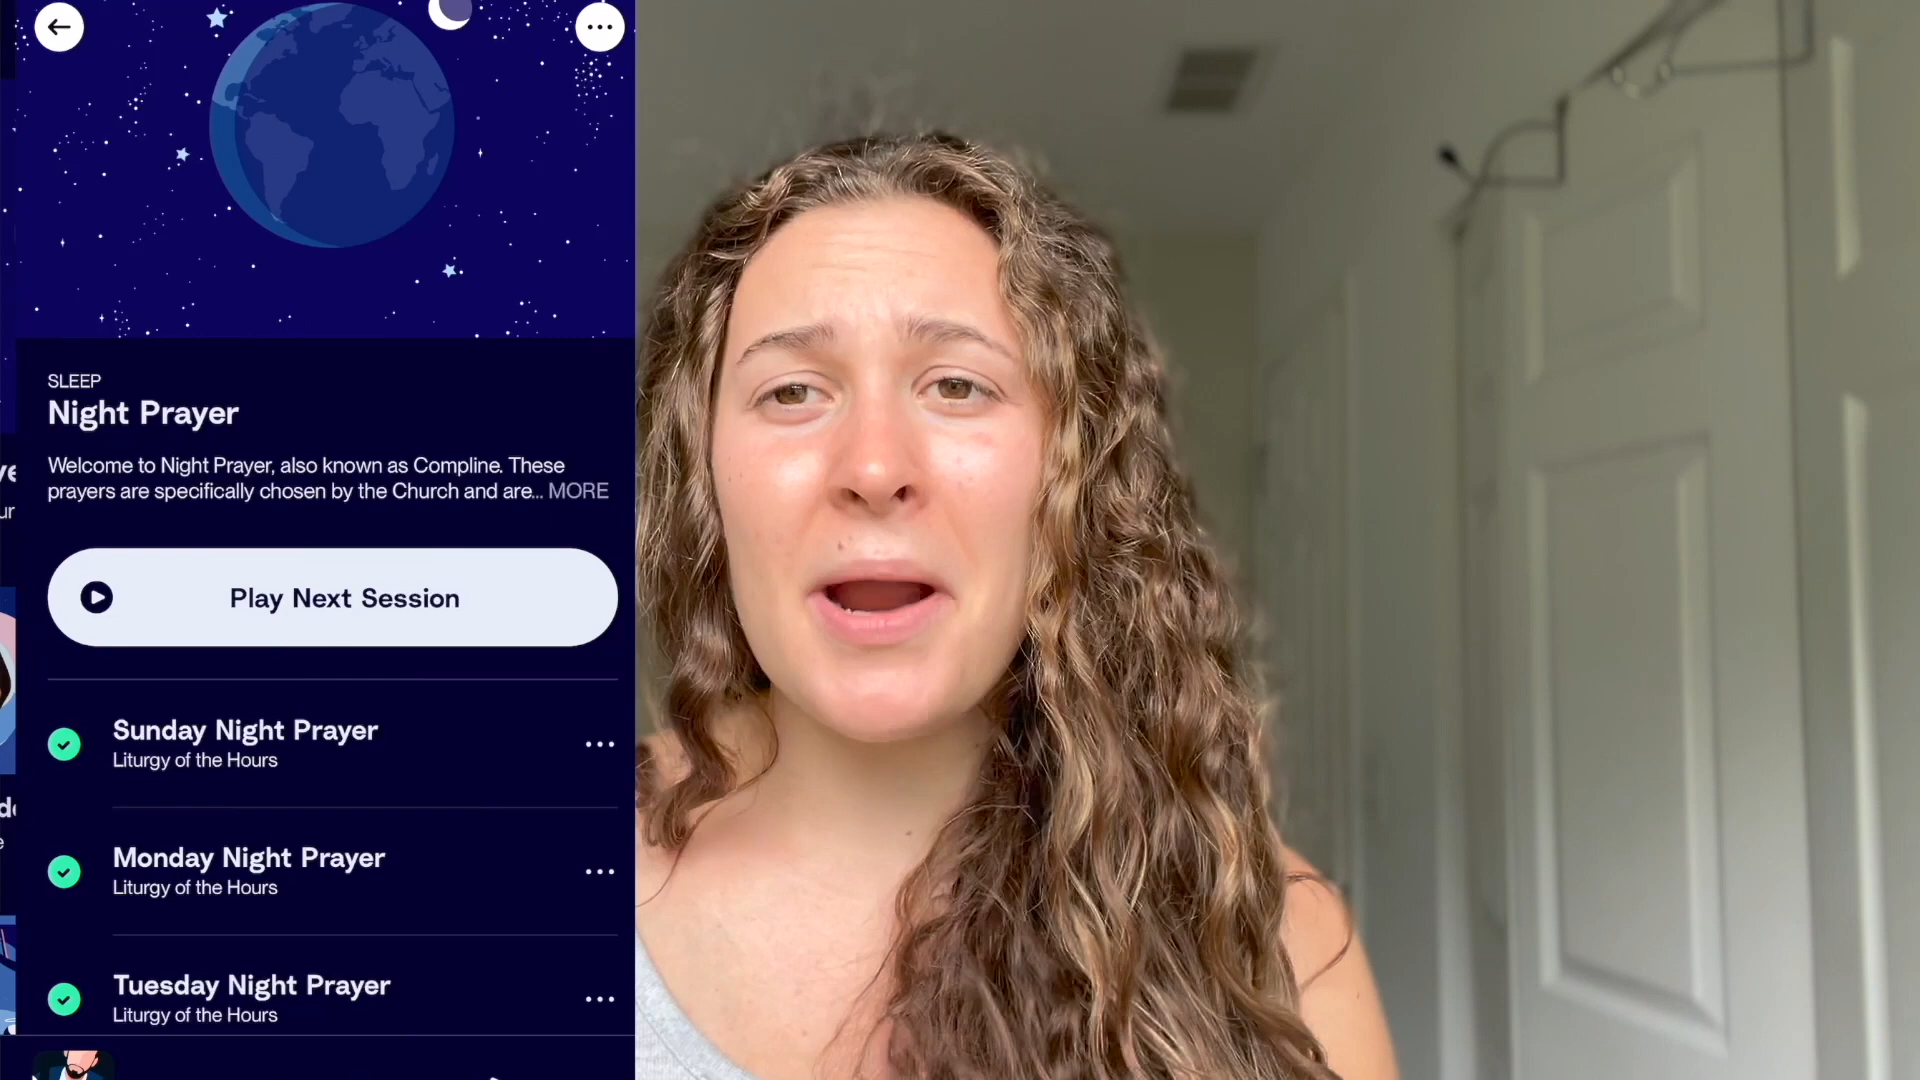 SLEEP
Night Prayer
Welcome to Night Prayer, also known as Compline. These
prayers are specifically chosen by the Church and are... MORE
Play Next Session
Sunday Night Prayer
Liturgy of the Hours
Monday Night Prayer
Liturgy of the Hours
Tuesday Night Prayer
Liturgy of the Hours